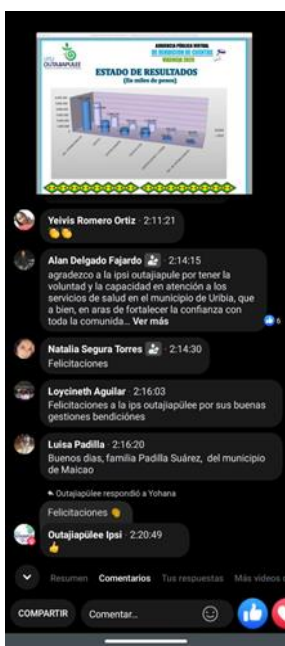 OUTAJIAPULEE
AUDIENCIA PÚBLICA VIRTUAL
DE RENDICIÓN DE CUENTAS
VIGENCIA 2020
ESTADO DE RESULTADOS
(En miles de pesos)
Yeivis Romero Ortiz · 2:11:21
👏👏
Alan Delgado Fajardo · 2:14:15
agradezco a la ipsi outajiapule por tener la
voluntad y la capacidad en atención a los
servicios de salud en el municipio de Uribia, que
a bien, en aras de fortalecer la confianza con
toda la comunida... Ver más
6
Natalia Segura Torres · 2:14:30
Felicitaciones
Loycineth Aguilar · 2:16:03
Felicitaciones a la ips outajiapülee por sus buenas
gestiones bendiciónes
Luisa Padilla · 2:16:20
Buenos dias, familia Padilla Suárez, del municipio
de Maicao
Outajiapülee respondió a Yohana
Felicitaciones 👏
Outajiapülee Ipsi · 2:20:49
👍
Resumen Comentarios Tus respuestas Más videos
COMPARTIR Comentar...